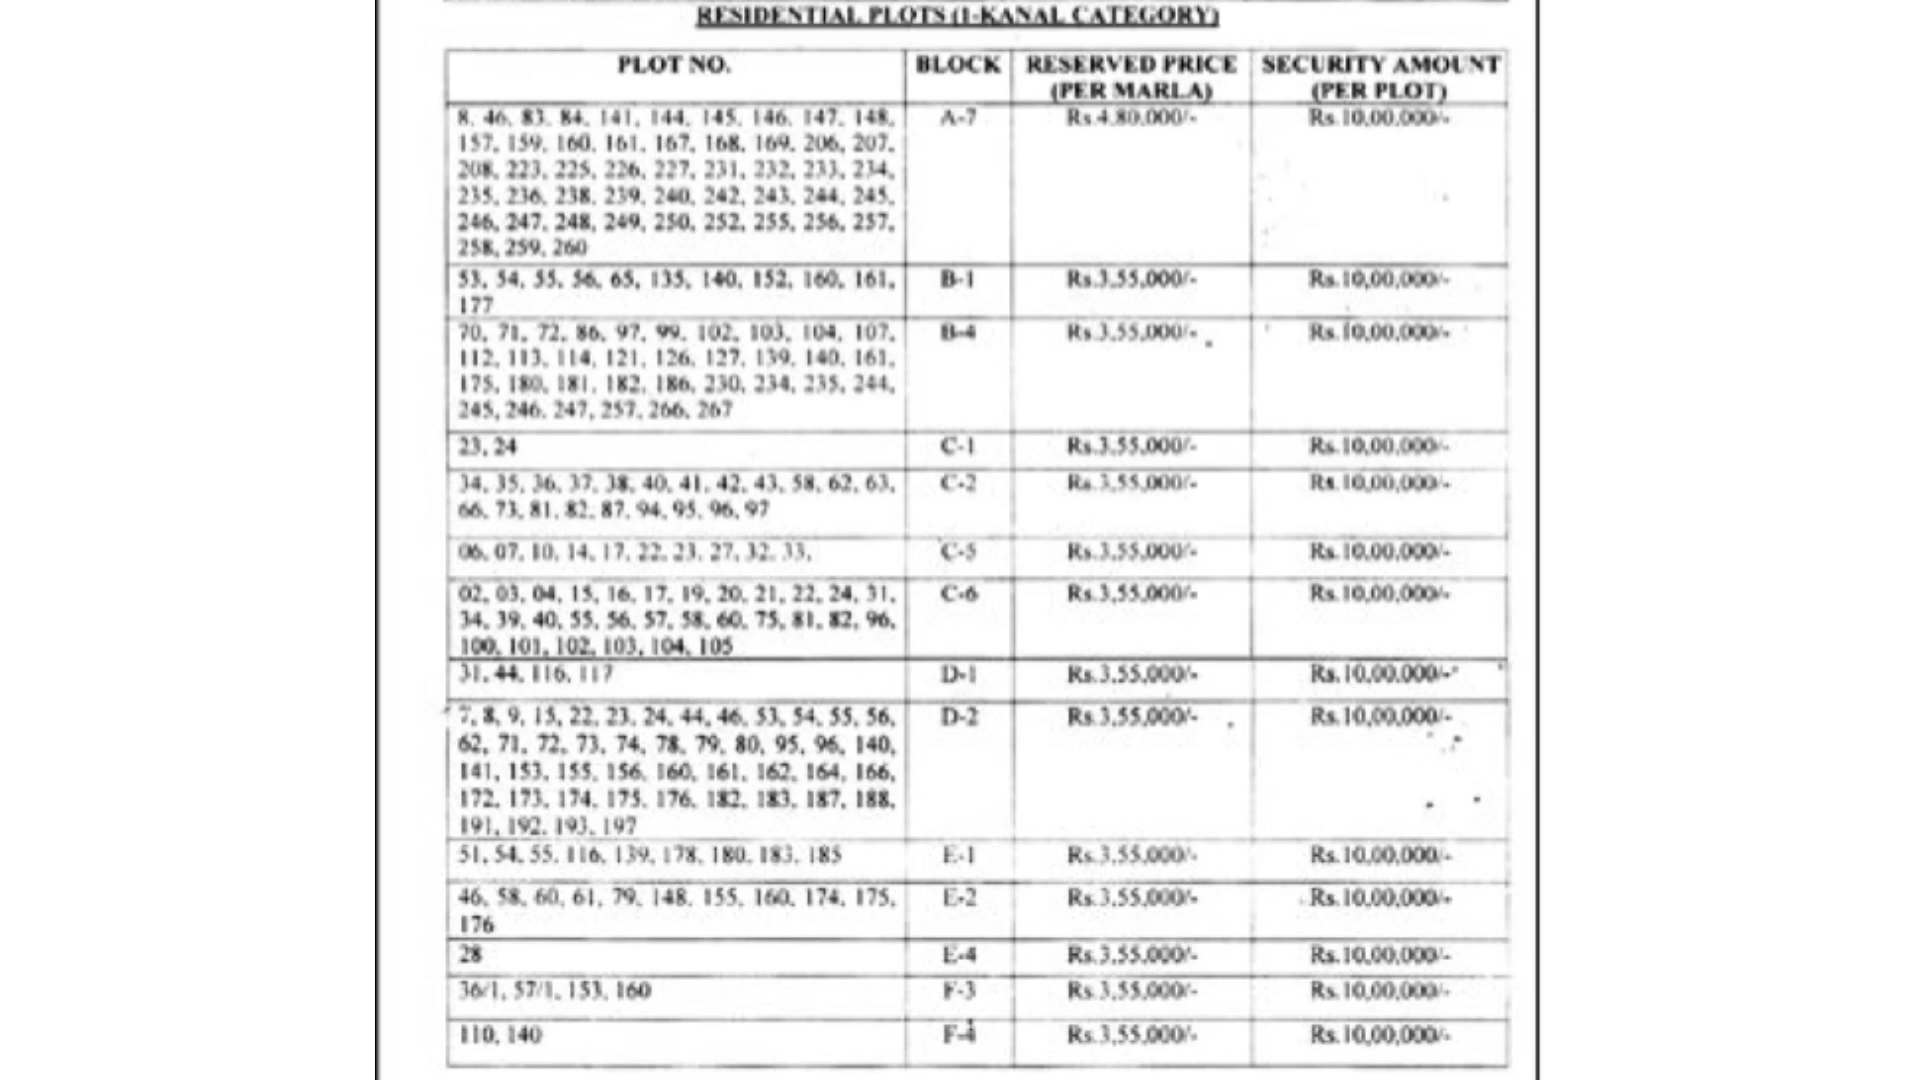 RESIDENTIAL PLOTS (1-KANAL CATEGORY)
PLOT NO. BLOCK RESERVED PRICE (PER MARLA) SECURITY AMOUNT (PER PLOT)
8, 46, 83, 84, 141, 144, 145, 146, 147, 148, A-7 Rs.4,80,000/- Rs.10,00,000/-
157, 159, 160, 161, 167, 168, 169, 206, 207,
208, 223, 225, 226, 227, 231, 232, 233, 234,
235, 236, 238, 239, 240, 242, 243, 244, 245,
246, 247, 248, 249, 250, 252, 255, 256, 257,
258, 259, 260
53, 54, 55, 56, 65, 135, 140, 152, 160, 161, B-1 Rs.3,55,000/- Rs.10,00,000/-
177
70, 71, 72, 86, 97, 99, 102, 103, 104, 107, B-4 Rs.3,55,000/- Rs.10,00,000/-
112, 113, 114, 121, 126, 127, 139, 140, 161,
175, 180, 181, 182, 186, 230, 234, 235, 244,
245, 246, 247, 257, 266, 267
23, 24 C-1 Rs.3,55,000/- Rs.10,00,000/-
34, 35, 36, 37, 38, 40, 41, 42, 43, 58, 62, 63, C-2 Rs.3,55,000/- Rs.10,00,000/-
66, 73, 81, 82, 87, 94, 95, 96, 97
06, 07, 10, 14, 17, 22, 23, 27, 32, 33, C-5 Rs.3,55,000/- Rs.10,00,000/-
02, 03, 04, 15, 16, 17, 19, 20, 21, 22, 24, 31, C-6 Rs.3,55,000/- Rs.10,00,000/-
34, 39, 40, 55, 56, 57, 58, 60, 75, 81, 82, 96,
100, 101, 102, 103, 104, 105
31, 44, 116, 117 D-1 Rs.3,55,000/- Rs.10,00,000/-
7, 8, 9, 15, 22, 23, 24, 44, 46, 53, 54, 55, 56, D-2 Rs.3,55,000/- Rs.10,00,000/-
62, 71, 72, 73, 74, 78, 79, 80, 95, 96, 140,
141, 153, 155, 156, 160, 161, 162, 164, 166,
172, 173, 174, 175, 176, 182, 183, 187, 188,
191, 192, 193, 197
51, 54, 55, 116, 139, 178, 180, 183, 185 E-1 Rs.3,55,000/- Rs.10,00,000/-
46, 58, 60, 61, 79, 148, 155, 160, 174, 175, E-2 Rs.3,55,000/- Rs.10,00,000/-
176
28 E-4 Rs.3,55,000/- Rs.10,00,000/-
36/1, 57/1, 153, 160 F-3 Rs.3,55,000/- Rs.10,00,000/-
110, 140 F-4 Rs.3,55,000/- Rs.10,00,000/-